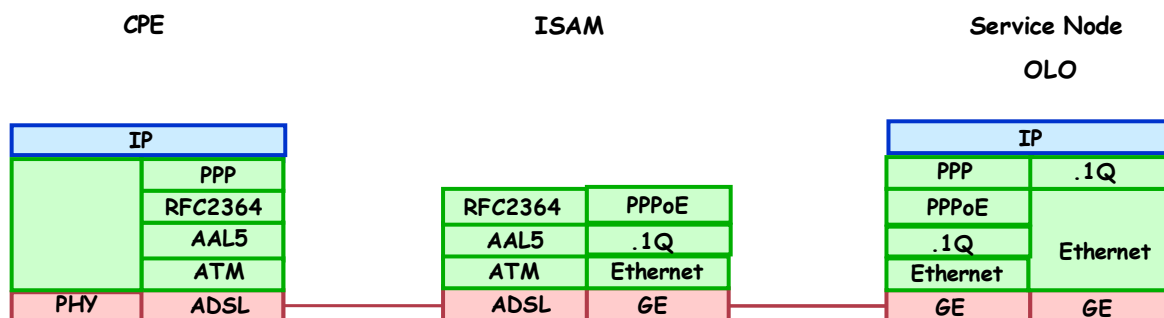 CPE
ISAM
Service Node
OLO
IP
IP
PPP
PPP
.1Q
RFC2364
RFC2364
PPPoE
PPPoE
AAL5
AAL5
.1Q
.1Q
Ethernet
ATM
ATM
Ethernet
Ethernet
PHY
ADSL
ADSL
GE
GE
GE